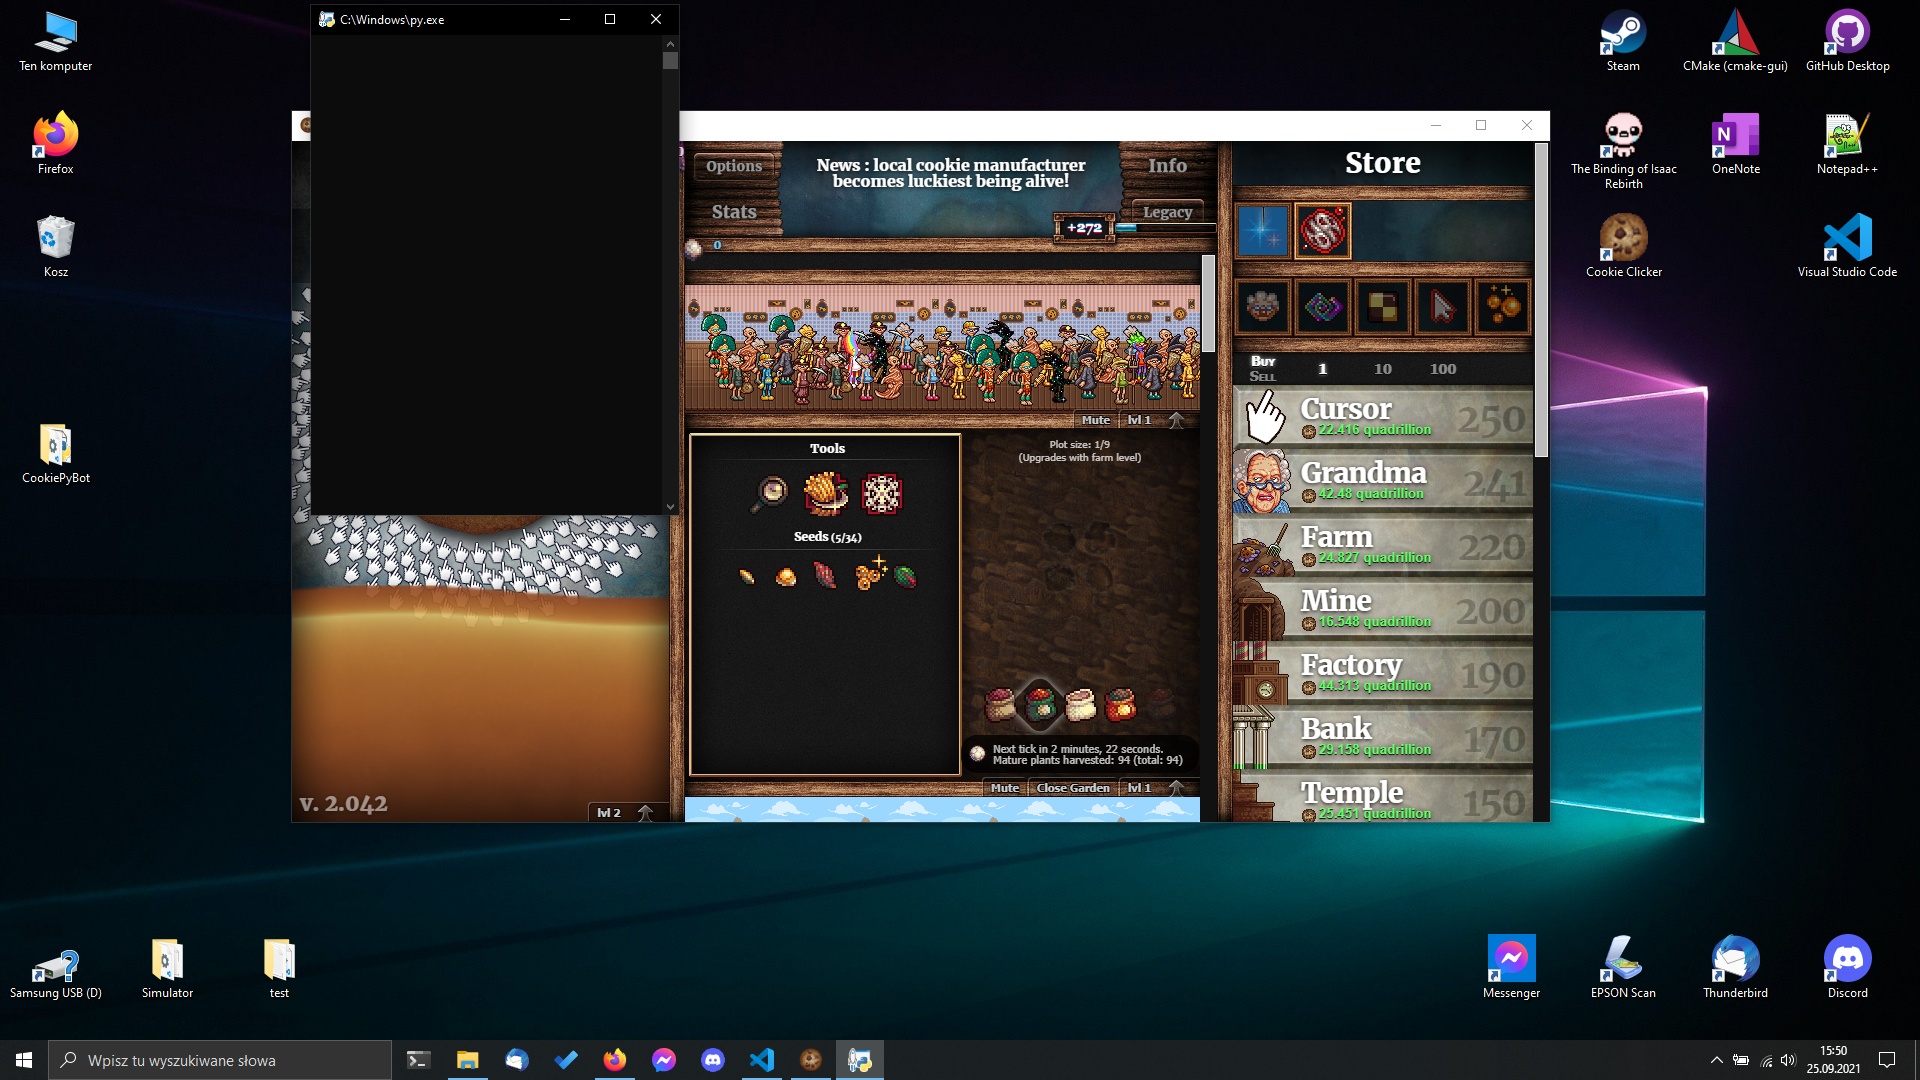 Ten komputer
Firefox
Kosz
CookiePyBot
Samsung USB (D)
Simulator
test
C:\Windows\py.exe
v. 2.042
lvl 2
Options
Stats
News : local cookie manufacturer
becomes luckiest being alive!
Info
Legacy
+272
0
Mute
lvl 1
Tools
Seeds (5/34)
Plot size: 1/9
(Upgrades with farm level)
Next tick in 2 minutes, 22 seconds.
Mature plants harvested: 94 (total: 94)
Mute
Close Garden
lvl 1
Store
Buy
Sell
1
10
100
Cursor
22.416 quadrillion
250
Grandma
42.48 quadrillion
241
Farm
24.827 quadrillion
220
Mine
16.548 quadrillion
200
Factory
44.313 quadrillion
190
Bank
29.158 quadrillion
170
Temple
25.451 quadrillion
150
Steam
CMake (cmake-gui)
GitHub Desktop
The Binding of Isaac
Rebirth
OneNote
Notepad++
Cookie Clicker
Visual Studio Code
Messenger
EPSON Scan
Thunderbird
Discord
Wpisz tu wyszukiwane słowa
15:50
25.09.2021